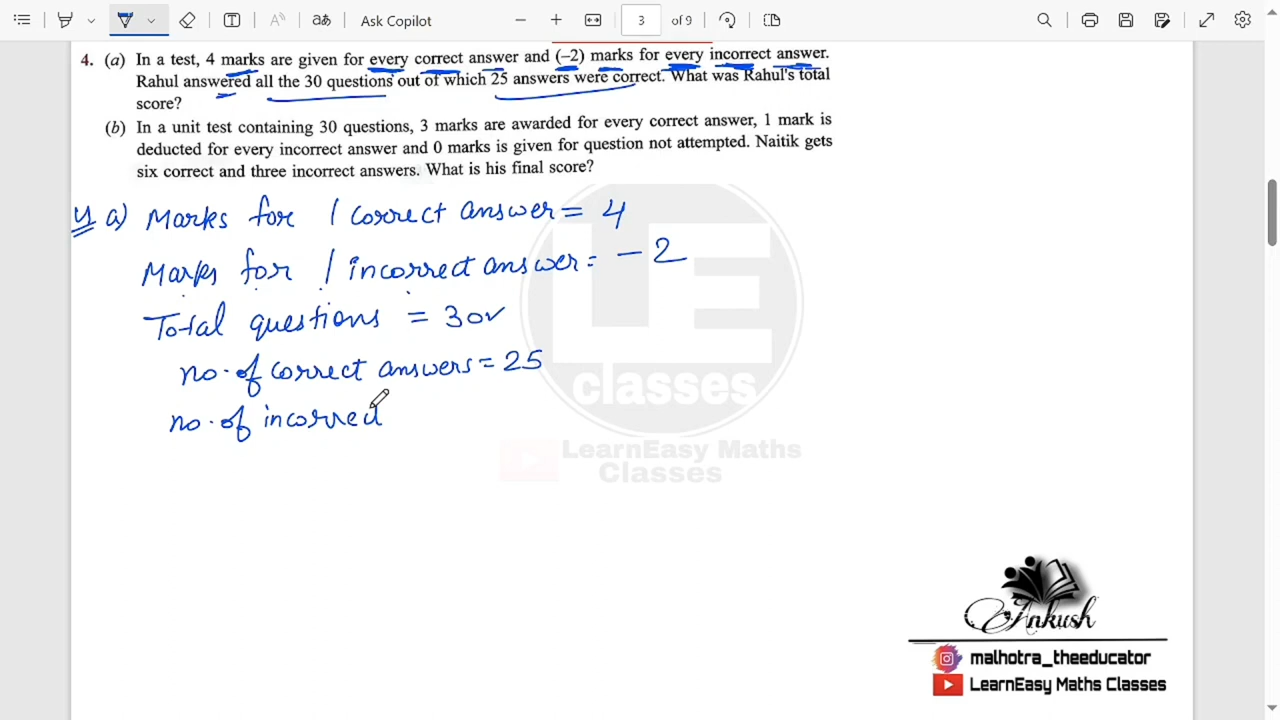 Ask Copilot
3 of 9
4. (a) In a test, 4 marks are given for every correct answer and (–2) marks for every incorrect answer.
Rahul answered all the 30 questions out of which 25 answers were correct. What was Rahul's total
score?
(b) In a unit test containing 30 questions, 3 marks are awarded for every correct answer, 1 mark is
deducted for every incorrect answer and 0 marks is given for question not attempted. Naitik gets
six correct and three incorrect answers. What is his final score?
4 a) Marks for 1 correct answer = 4
Marks for 1 incorrect answer = - 2
Total questions = 30
no. of correct answers = 25
no. of incorrect
LE
classes
LearnEasy Maths
Classes
Ankush
malhotra_theeducator
LearnEasy Maths Classes